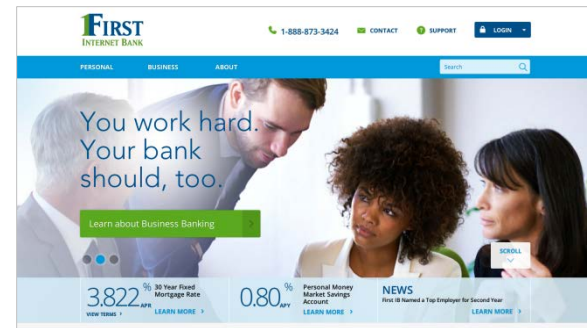 FIRST
INTERNET BANK
1-888-873-3424
CONTACT
SUPPORT
LOGIN
PERSONAL
BUSINESS
ABOUT
Search
You work hard.
Your bank
should, too.
Learn about Business Banking
SCROLL
3.822% APR
30 Year Fixed
Mortgage Rate
VIEW TERMS
LEARN MORE
0.80% APY
Personal Money
Market Savings
Account
LEARN MORE
NEWS
First IB Named a Top Employer for Second Year
LEARN MORE